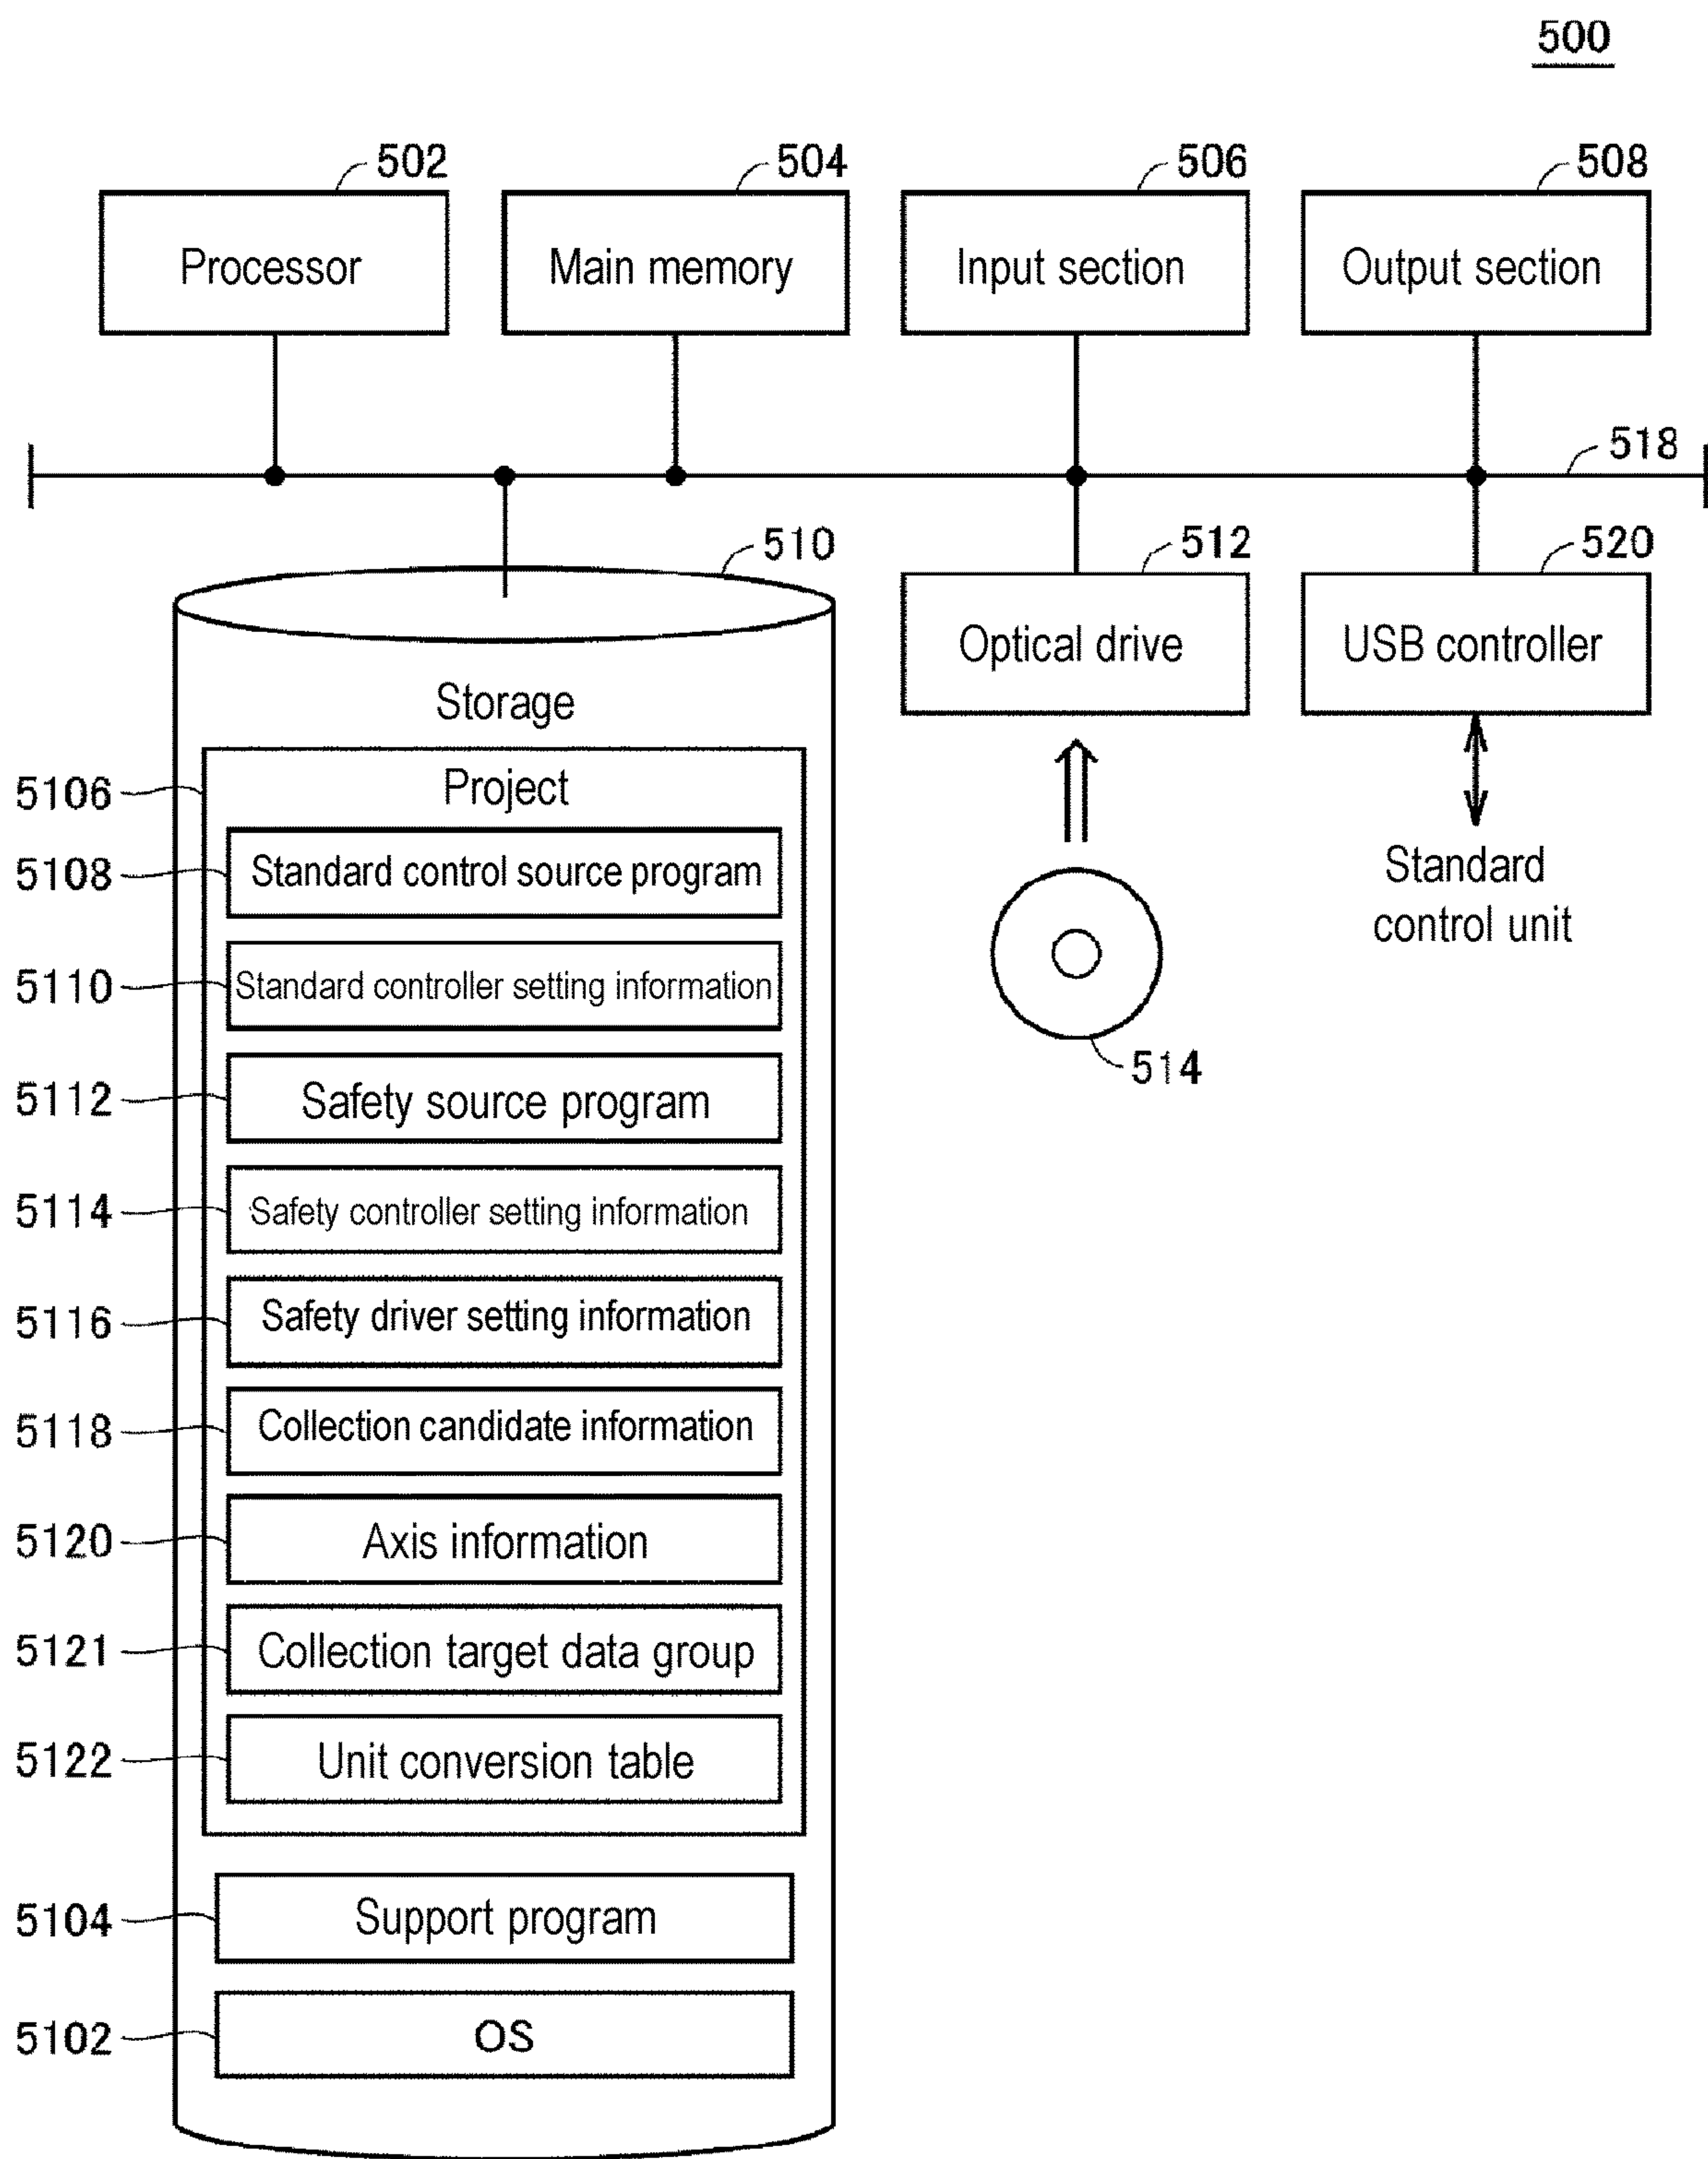 500
502
504
506
508
Processor
Main memory
Input section
Output section
518
510
512
520
Optical drive
USB controller
Storage
5106
Project
5108
Standard control source program
Standard
control unit
5110
Standard controller setting information
514
5112
Safety source program
5114
Safety controller setting information
5116
Safety driver setting information
5118
Collection candidate information
5120
Axis information
5121
Collection target data group
5122
Unit conversion table
5104
Support program
5102
OS